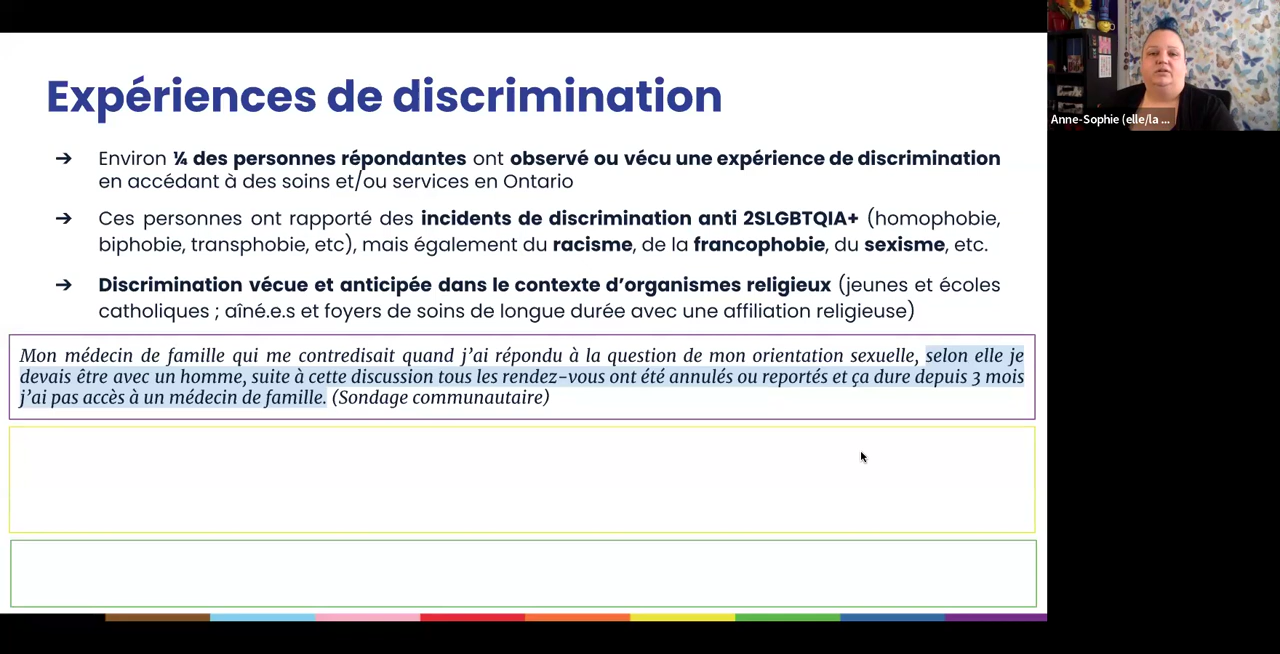 Expériences de discrimination
➔ Environ ¼ des personnes répondantes ont observé ou vécu une expérience de discrimination
en accédant à des soins et/ou services en Ontario
➔ Ces personnes ont rapporté des incidents de discrimination anti 2SLGBTQIA+ (homophobie,
biphobie, transphobie, etc), mais également du racisme, de la francophobie, du sexisme, etc.
➔ Discrimination vécue et anticipée dans le contexte d’organismes religieux (jeunes et écoles
catholiques ; aîné.e.s et foyers de soins de longue durée avec une affiliation religieuse)
Mon médecin de famille qui me contredisait quand j’ai répondu à la question de mon orientation sexuelle, selon elle je
devais être avec un homme, suite à cette discussion tous les rendez-vous ont été annulés ou reportés et ça dure depuis 3 mois
j’ai pas accès à un médecin de famille. (Sondage communautaire)
Anne-Sophie (elle/la ...